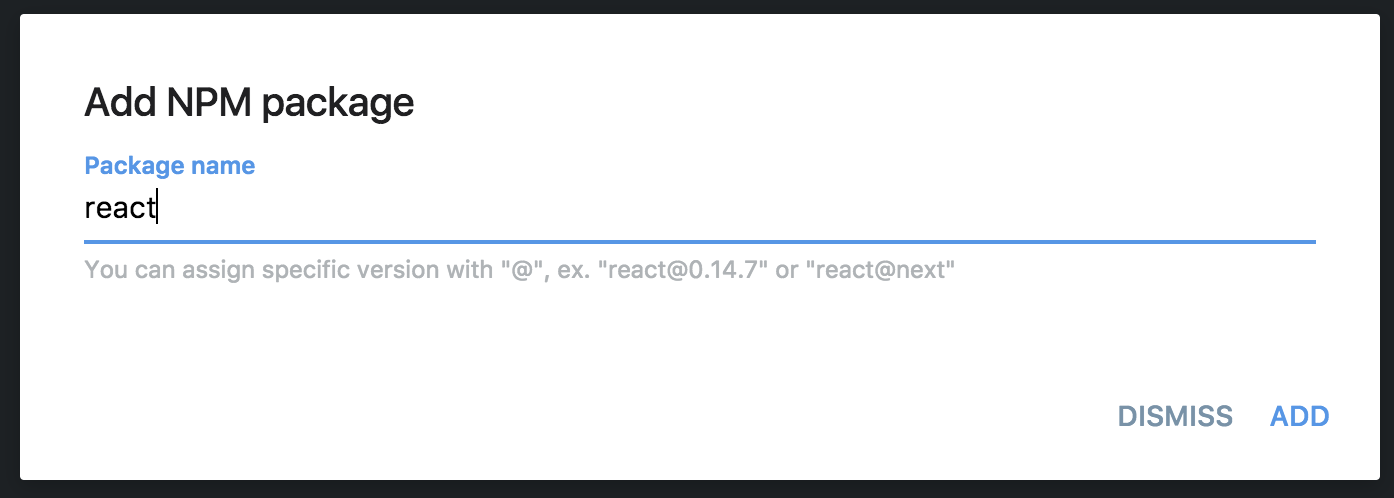 Add NPM package
Package name
react
You can assign specific version with "@", ex. "react@0.14.7" or "react@next"
DISMISS ADD